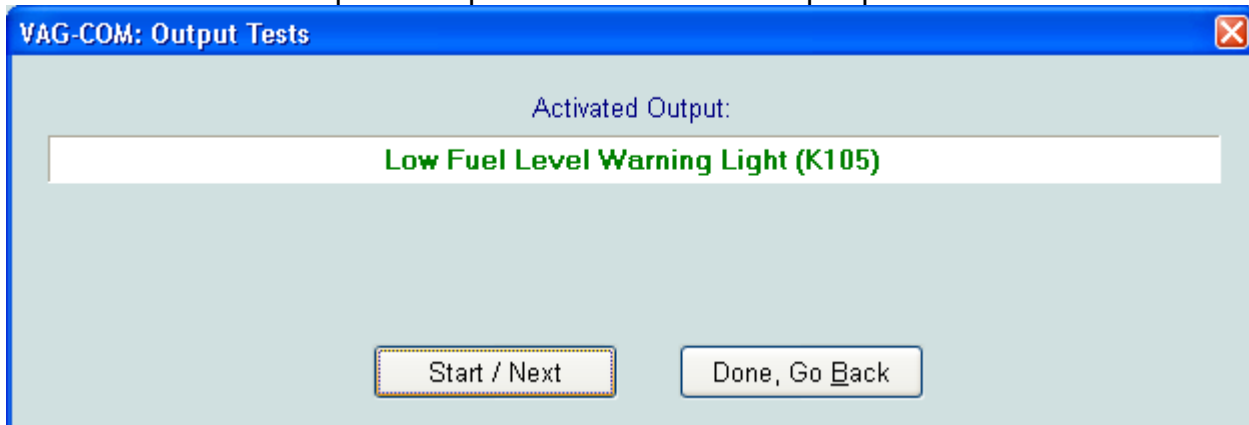 VAG-COM: Output Tests
Activated Output:
Low Fuel Level Warning Light (K105)
Start / Next
Done, Go Back